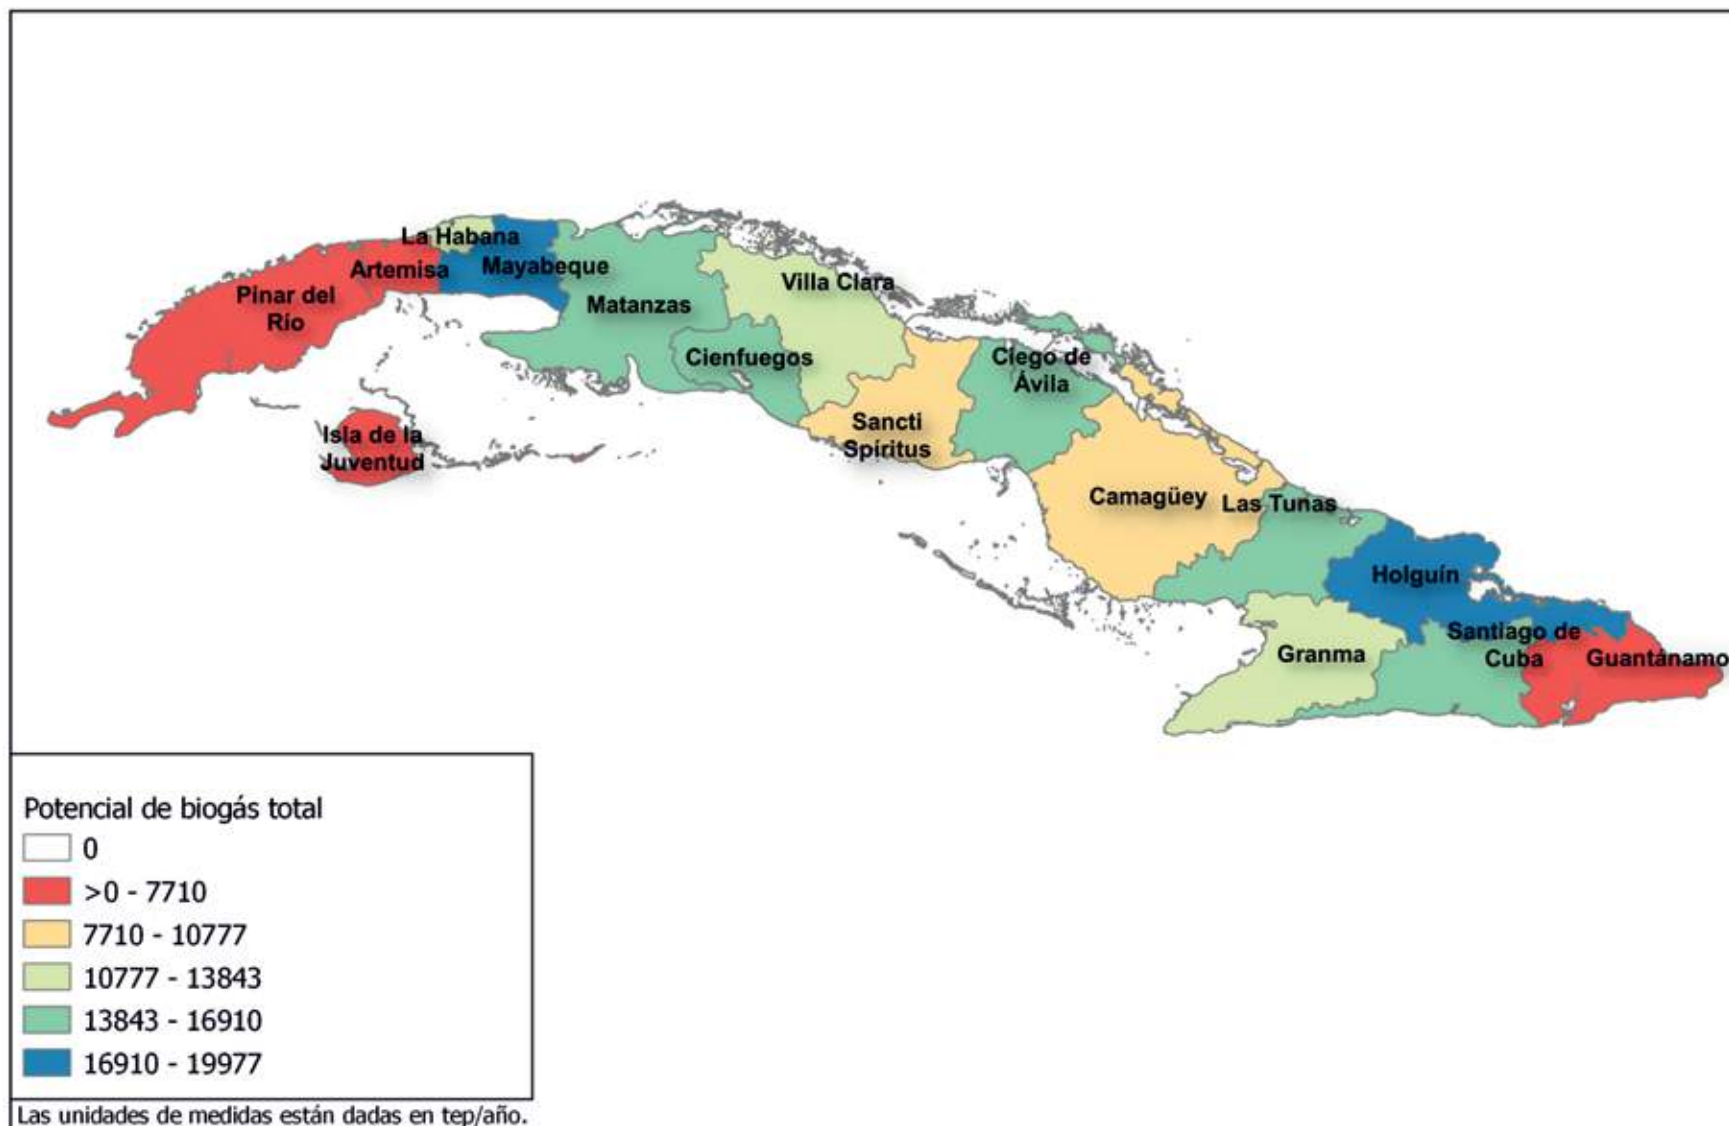 La Habana
Artemisa
Mayabeque
Pinar del
Río
Matanzas
Villa Clara
Cienfuegos
Isla de la
Juventud
Sancti
Spíritus
Ciego de
Ávila
Camagüey
Las Tunas
Holguín
Granma
Santiago de
Cuba
Guantánamo
Potencial de biogás total
0
>0 - 7710
7710 - 10777
10777 - 13843
13843 - 16910
16910 - 19977
Las unidades de medidas están dadas en tep/año.